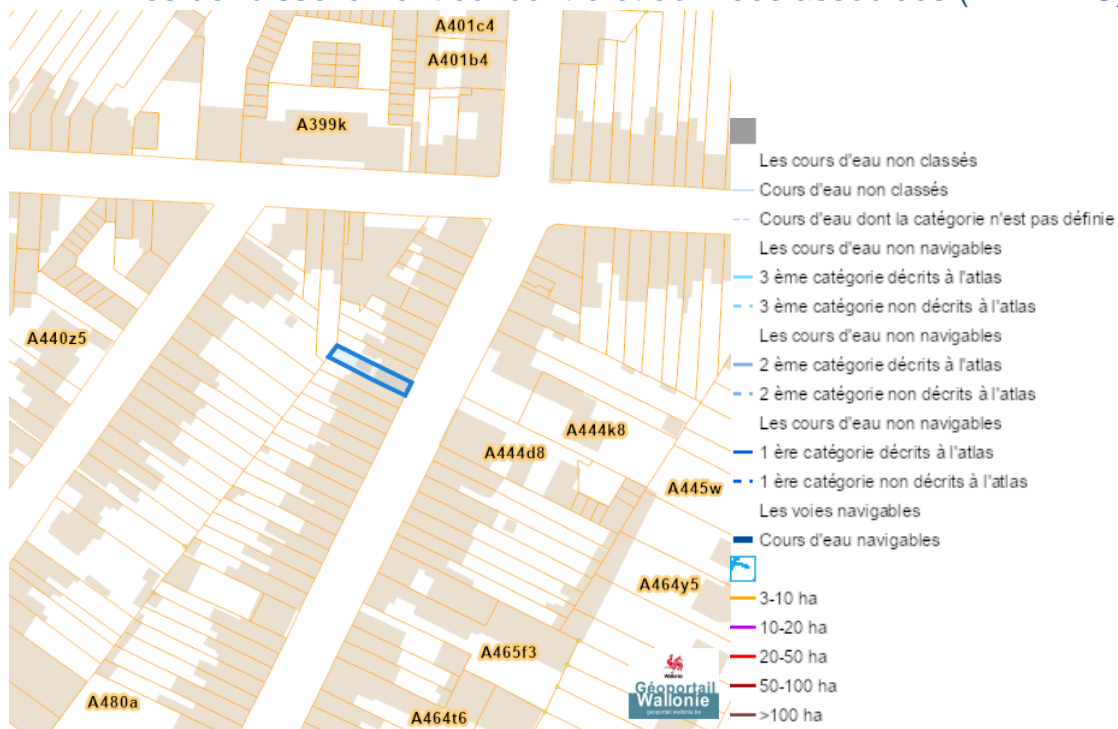 A401c4
A401b4
A399k
A440z5
A444k8
A444d8
A445w
A464y5
A465f3
A480a
A464t6
Wallonie
Géoportail
Wallonie
geoportail.wallonie.be
Les cours d'eau non classés
Cours d'eau non classés
Cours d'eau dont la catégorie n'est pas définie
Les cours d'eau non navigables
3 ème catégorie décrits à l'atlas
3 ème catégorie non décrits à l'atlas
Les cours d'eau non navigables
2 ème catégorie décrits à l'atlas
2 ème catégorie non décrits à l'atlas
Les cours d'eau non navigables
1 ère catégorie décrits à l'atlas
1 ère catégorie non décrits à l'atlas
Les voies navigables
Cours d'eau navigables
3-10 ha
10-20 ha
20-50 ha
50-100 ha
>100 ha